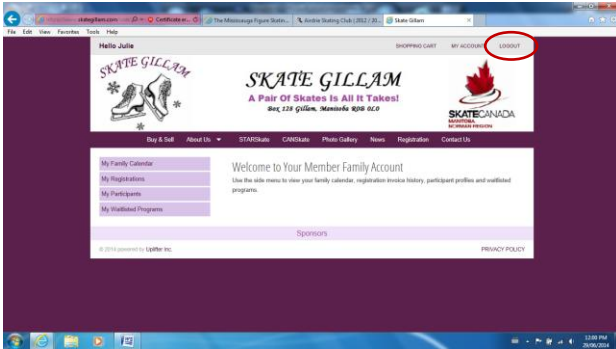 skategillam.com
Certificate e...
The Mississauga Figure Skatin...
Airdrie Skating Club | 2012 / 20...
Skate Gillam
File Edit View Favorites Tools Help
Hello Julie
SHOPPING CART MY ACCOUNT LOGOUT
SKATE GILLAM
SKATE GILLAM
A Pair Of Skates Is All It Takes!
Box 128 Gillam, Manitoba R0B 0L0
SKATECANADA
MANITOBA
NORMAN REGION
Buy & Sell About Us STARSkate CANSkate Photo Gallery News Registration Contact Us
My Family Calendar
My Registrations
My Participants
My Waitlisted Programs
Welcome to Your Member Family Account
Use the side menu to view your family calendar, registration invoice history, participant profiles and waitlisted
programs.
Sponsors
© 2014 powered by Uplifter Inc.
PRIVACY POLICY
12:00 PM
29/06/2014